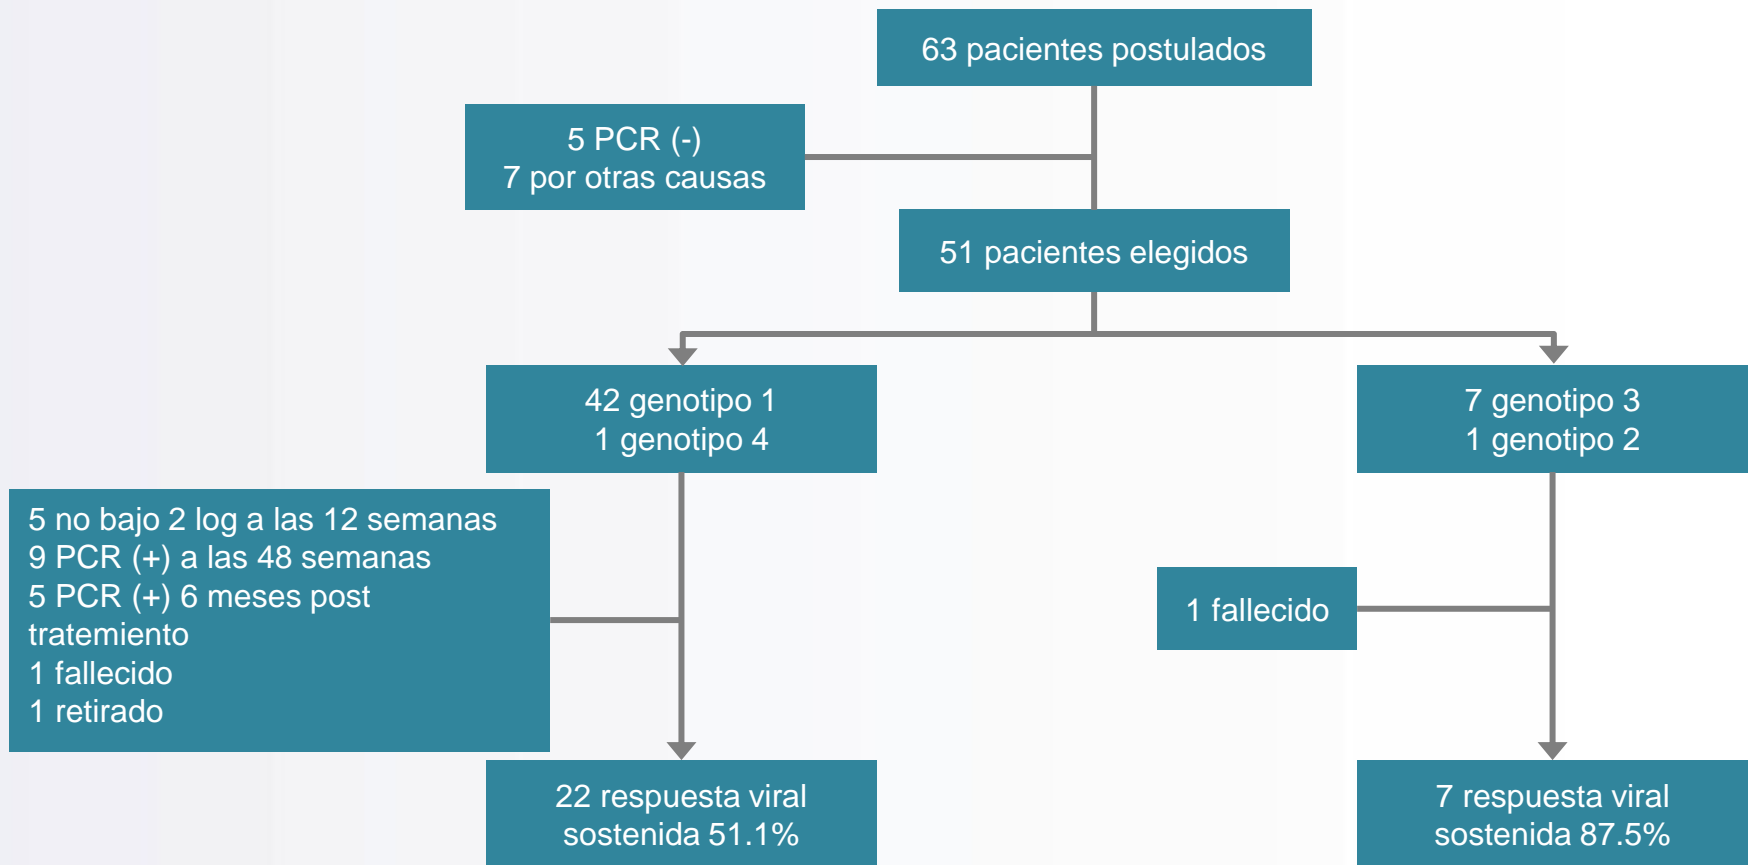 63 pacientes postulados
5 PCR (-)
7 por otras causas
51 pacientes elegidos
42 genotipo 1
1 genotipo 4
7 genotipo 3
1 genotipo 2
5 no bajo 2 log a las 12 semanas
9 PCR (+) a las 48 semanas
5 PCR (+) 6 meses post
tratemiento
1 fallecido
1 retirado
1 fallecido
22 respuesta viral
sostenida 51.1%
7 respuesta viral
sostenida 87.5%